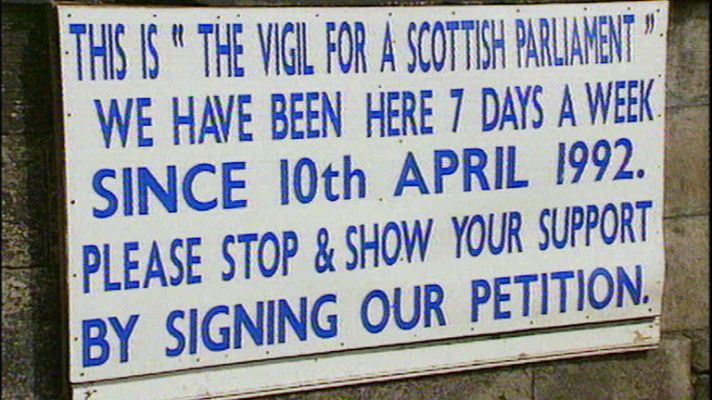 THIS IS " THE VIGIL FOR A SCOTTISH PARLIAMENT "
WE HAVE BEEN HERE 7 DAYS A WEEK
SINCE 10th APRIL 1992.
PLEASE STOP & SHOW YOUR SUPPORT
BY SIGNING OUR PETITION.